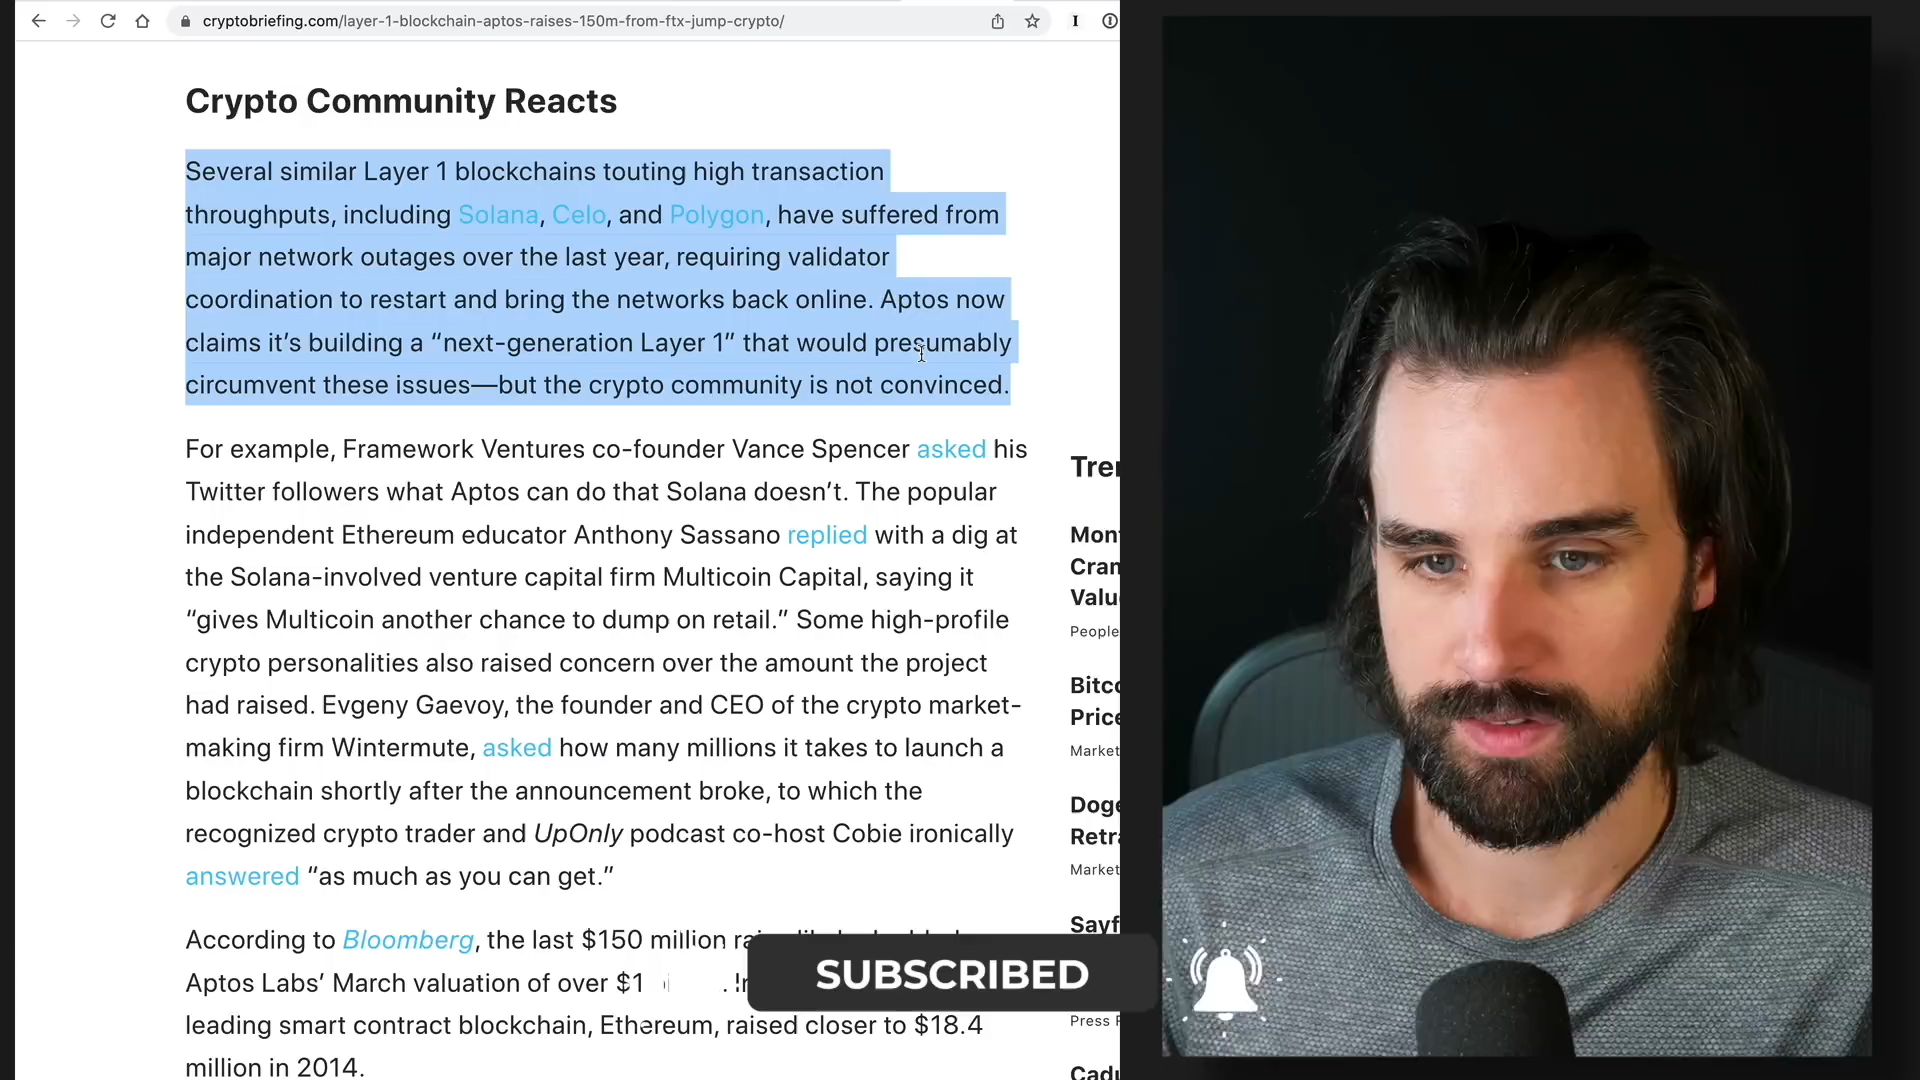 cryptobriefing.com/layer-1-blockchain-aptos-raises-150m-from-ftx-jump-crypto/
Crypto Community Reacts
Several similar Layer 1 blockchains touting high transaction
throughputs, including Solana, Celo, and Polygon, have suffered from
major network outages over the last year, requiring validator
coordination to restart and bring the networks back online. Aptos now
claims it’s building a “next-generation Layer 1” that would presumably
circumvent these issues—but the crypto community is not convinced.
For example, Framework Ventures co-founder Vance Spencer asked his
Twitter followers what Aptos can do that Solana doesn’t. The popular
independent Ethereum educator Anthony Sassano replied with a dig at
the Solana-involved venture capital firm Multicoin Capital, saying it
“gives Multicoin another chance to dump on retail.” Some high-profile
crypto personalities also raised concern over the amount the project
had raised. Evgeny Gaevoy, the founder and CEO of the crypto market-
making firm Wintermute, asked how many millions it takes to launch a
blockchain shortly after the announcement broke, to which the
recognized crypto trader and UpOnly podcast co-host Cobie ironically
answered “as much as you can get.”
According to Bloomberg, the last $150 million
Aptos Labs’ March valuation of over $1
leading smart contract blockchain, Ethereum, raised closer to $18.4
million in 2014.
Tren
Mon
Cran
Valu
People
Bitco
Price
Market
Doge
Retra
Market
Sayf
Press
Cadu
SUBSCRIBED